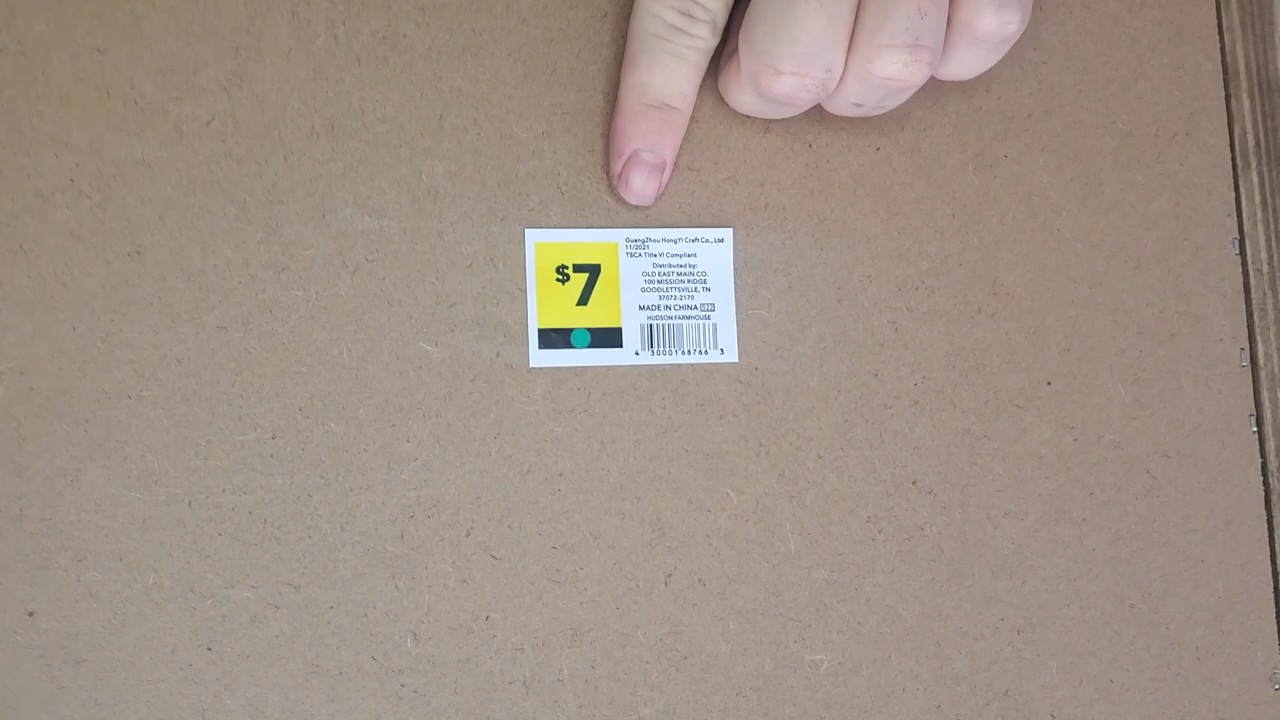 $7
GuangZhou HongYi Craft Co., Ltd
11/2021
TSCA Title VI Compliant
Distributed by:
OLD EAST MAIN CO.
100 MISSION RIDGE
GOODLETTSVILLE, TN
37072-2170
MADE IN CHINA
HUDSON FARMHOUSE
4 30001 68766 3